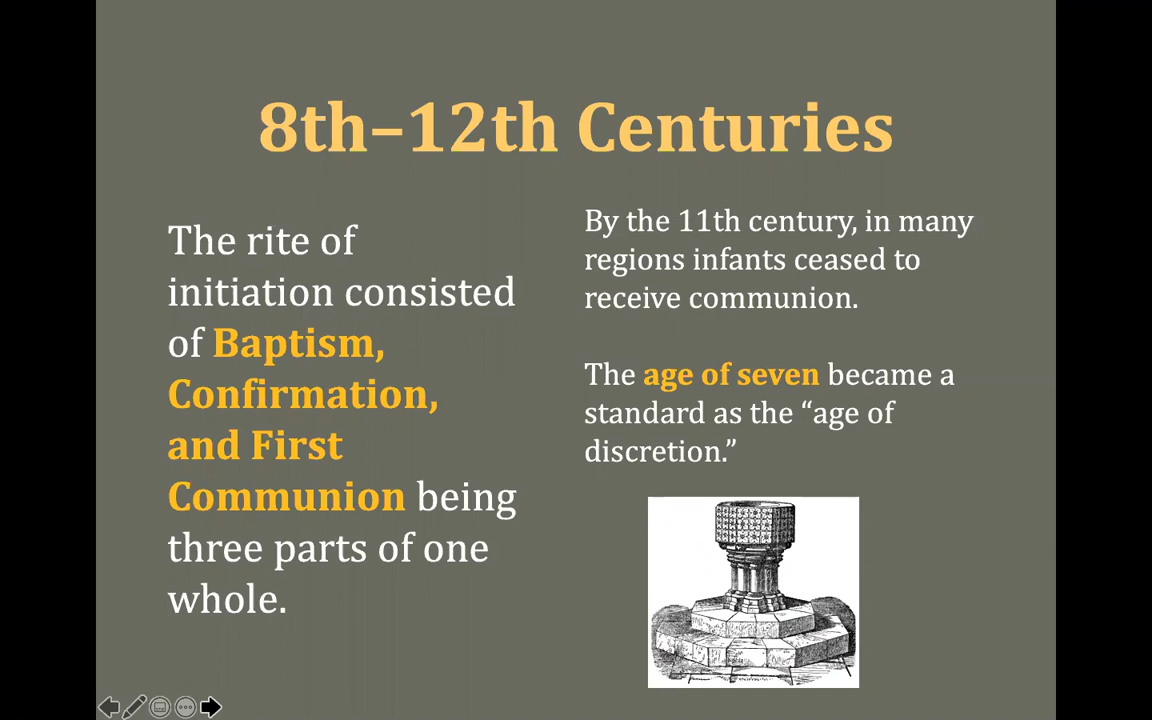 8th–12th Centuries
The rite of
initiation consisted
of Baptism,
Confirmation,
and First
Communion being
three parts of one
whole.
By the 11th century, in many
regions infants ceased to
receive communion.
The age of seven became a
standard as the “age of
discretion.”